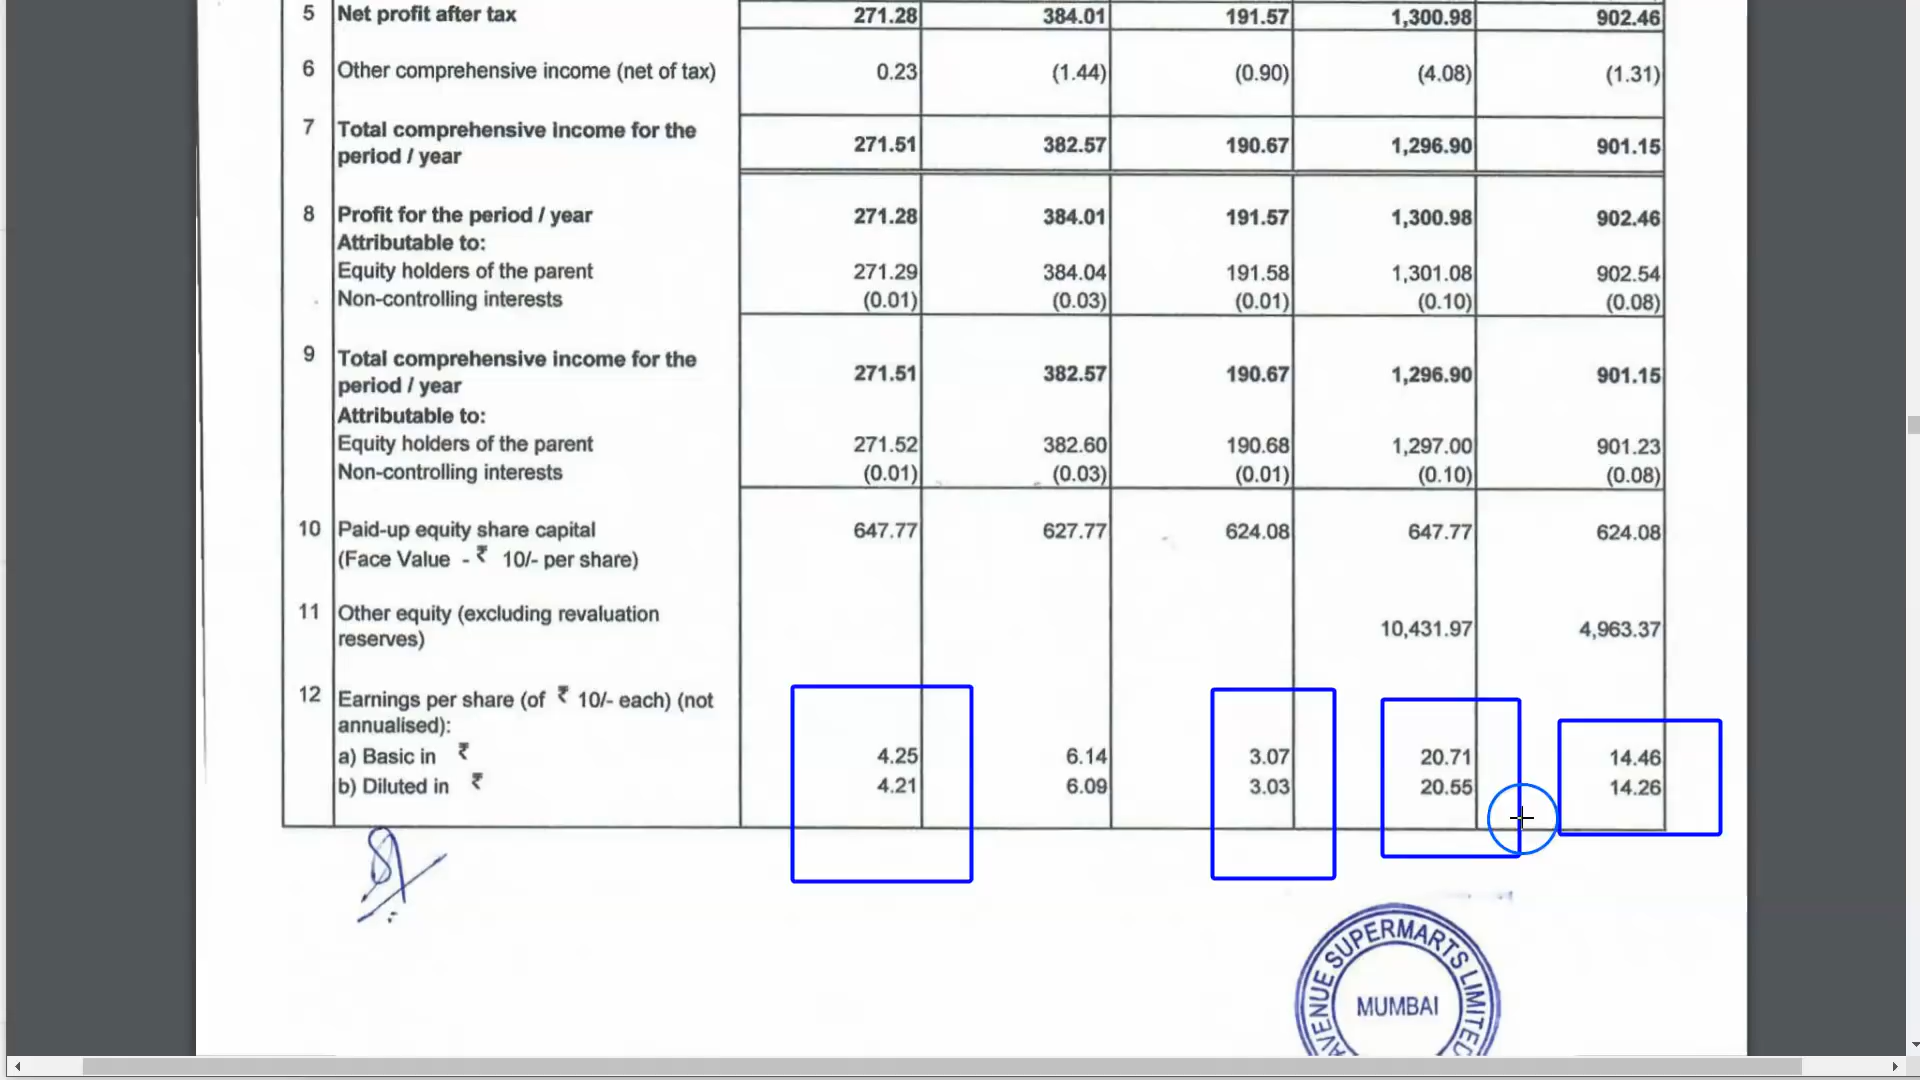 5 Net profit after tax 271.28 384.01 191.57 1,300.98 902.46
6 Other comprehensive income (net of tax) 0.23 (1.44) (0.90) (4.08) (1.31)
7 Total comprehensive income for the
period / year 271.51 382.57 190.67 1,296.90 901.15
8 Profit for the period / year 271.28 384.01 191.57 1,300.98 902.46
Attributable to:
Equity holders of the parent 271.29 384.04 191.58 1,301.08 902.54
Non-controlling interests (0.01) (0.03) (0.01) (0.10) (0.08)
9 Total comprehensive income for the
period / year 271.51 382.57 190.67 1,296.90 901.15
Attributable to:
Equity holders of the parent 271.52 382.60 190.68 1,297.00 901.23
Non-controlling interests (0.01) (0.03) (0.01) (0.10) (0.08)
10 Paid-up equity share capital 647.77 627.77 624.08 647.77 624.08
(Face Value - ₹ 10/- per share)
11 Other equity (excluding revaluation
reserves) 10,431.97 4,963.37
12 Earnings per share (of ₹ 10/- each) (not
annualised):
a) Basic in ₹ 4.25 6.14 3.07 20.71 14.46
b) Diluted in ₹ 4.21 6.09 3.03 20.55 14.26
AVENUE SUPERMARTS LIMITED
MUMBAI